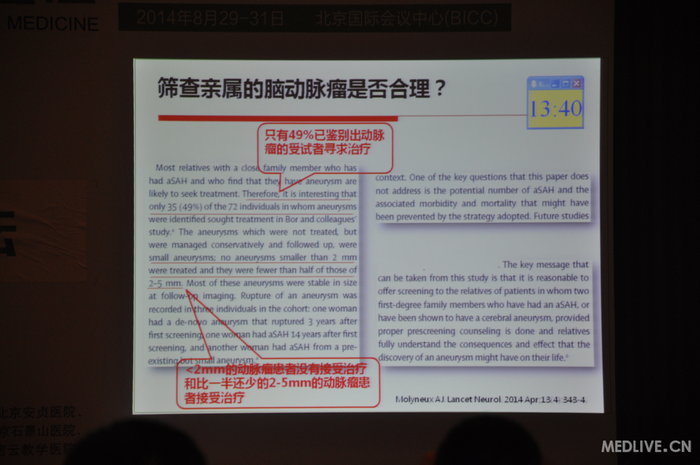 MEDICINE
2014年8月29-31日 北京国际会议中心(BICC)
筛查亲属的脑动脉瘤是否合理？
13:40
只有49%已鉴别出动脉
瘤的受试者寻求治疗
Most relatives with a close family member who has
had aSAH and who find that they have aneurysm are
likely to seek treatment. Therefore, it is interesting that
only 35 (49%) of the 72 individuals in whom aneurysms
were identified sought treatment in Bor and colleagues'
study. The aneurysms which were not treated, but
were managed conservatively and followed up, were
small aneurysms; no aneurysms smaller than 2 mm
were treated and they were fewer than half of those of
2–5 mm. Most of these aneurysms were stable in size
at follow-up imaging. Rupture of an aneurysm was
recorded in three individuals in the cohort: one woman
had a de-novo aneurysm that ruptured 3 years after
first screening, one woman had aSAH 14 years after first
screening, and another woman had aSAH from a pre-
existing but small aneurysm.
<2mm的动脉瘤患者没有接受治疗
和比一半还少的2-5mm的动脉瘤患
者接受治疗
context. One of the key questions that this paper does
not address is the potential number of aSAH and the
associated morbidity and mortality that might have
been prevented by the strategy adopted. Future studies
. The key message that
can be taken from this study is that it is reasonable to
offer screening to the relatives of patients in whom two
first-degree family members who have had an aSAH, or
have been shown to have a cerebral aneurysm, provided
proper prescreening counseling is done and relatives
fully understand the consequences and effect that the
discovery of an aneurysm might have on their life.
Molyneux AJ. Lancet Neurol. 2014 Apr;13(4): 343-4.
北京安贞医院、
京石景山医院、
密云教学医院
MEDLIVE.CN